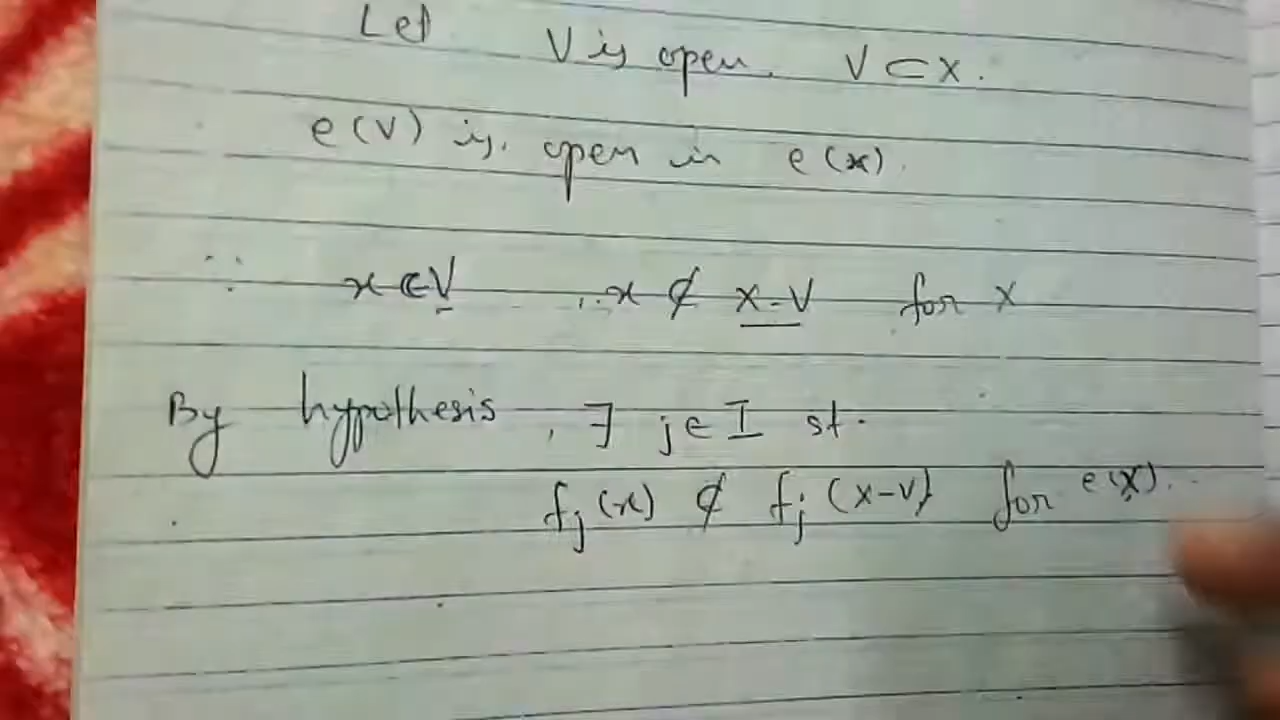 Let V is open. V ⊂ X.
e(V) is, open in e(x).
∵ x ∈ V ∴ x ∉ X-V for X
By hypothesis, ∃ j ∈ I st.
fj(x) ∉ fj(X-V) for e(X).